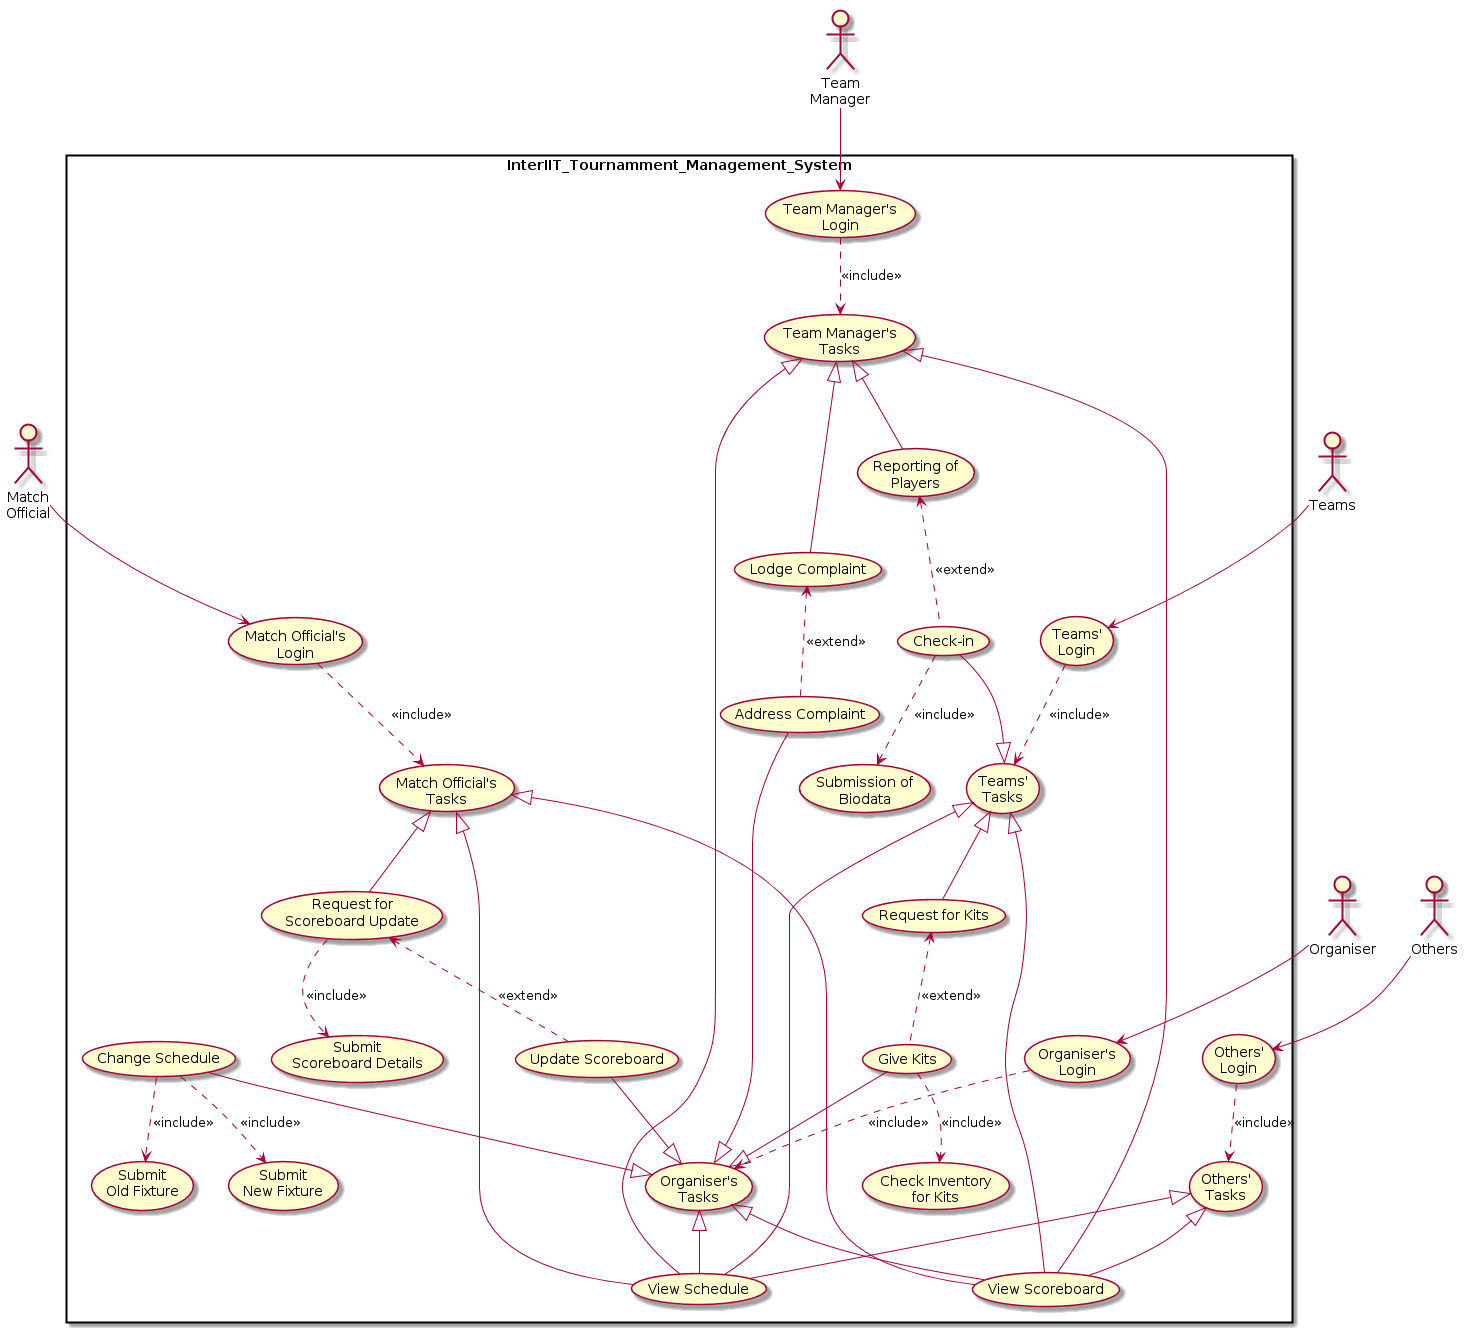 Team
Manager
InterIIT_Tournamment_Management_System
Team Manager's
Login
«include»
Team Manager's
Tasks
Match
Official
Teams
Reporting of
Players
Lodge Complaint
«extend»
Match Official's
Login
«extend»
Check-in
Teams'
Login
«include»
Address Complaint
«include»
«include»
Match Official's
Tasks
Submission of
Biodata
Teams'
Tasks
Request for
Scoreboard Update
Request for Kits
Organiser
Others
«include»
«extend»
«extend»
Change Schedule
Submit
Scoreboard Details
Update Scoreboard
Give Kits
Organiser's
Login
Others'
Login
«include»
«include»
«include»
«include»
«include»
Submit
Old Fixture
Submit
New Fixture
Organiser's
Tasks
Check Inventory
for Kits
Others'
Tasks
View Schedule
View Scoreboard